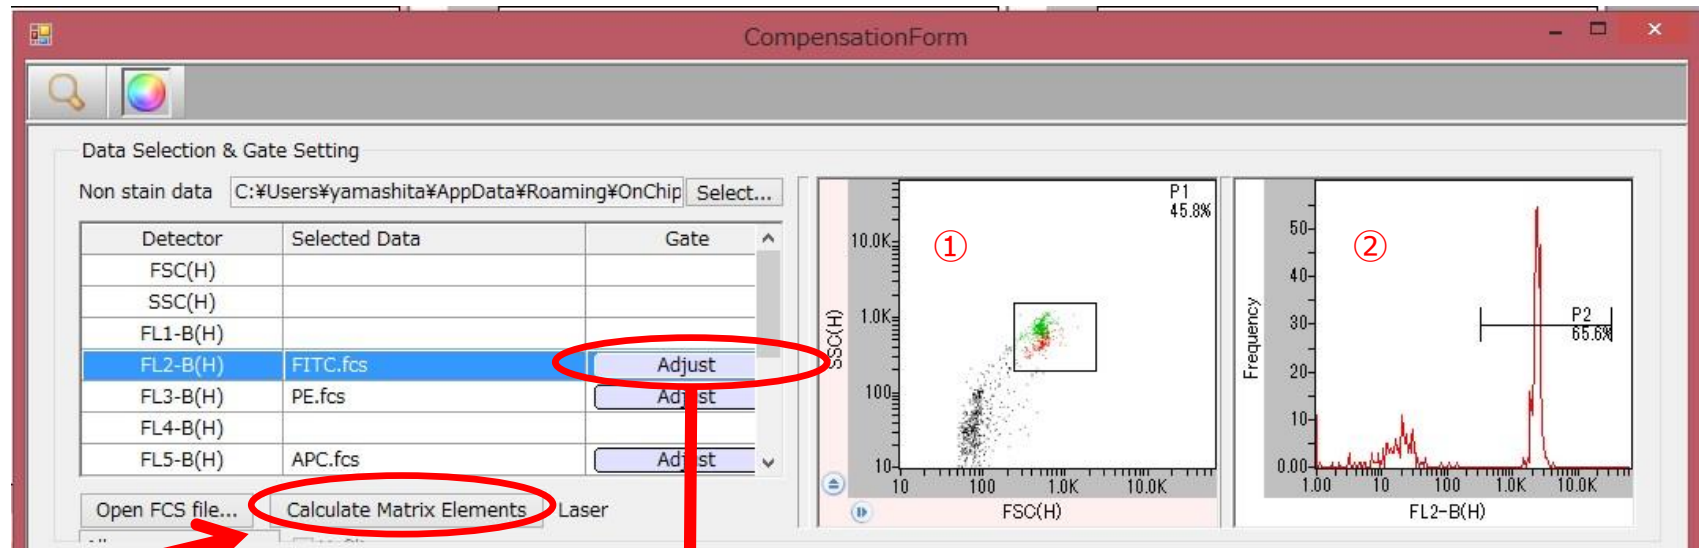 CompensationForm
Data Selection & Gate Setting
Non stain data C:¥Users¥yamashita¥AppData¥Roaming¥OnChip Select...
Detector Selected Data Gate
FSC(H)
SSC(H)
FL1-B(H)
FL2-B(H) FITC.fcs Adjust
FL3-B(H) PE.fcs Adjust
FL4-B(H)
FL5-B(H) APC.fcs Adjust
Open FCS file... Calculate Matrix Elements Laser
①
P1
45.8%
SSC(H)
10.0K
1.0K
100
10
10 100 1.0K 10.0K
FSC(H)
②
P2
65.6%
Frequency
50
40
30
20
10
0.00
1.00 10 100 1.0K 10.0K
FL2-B(H)